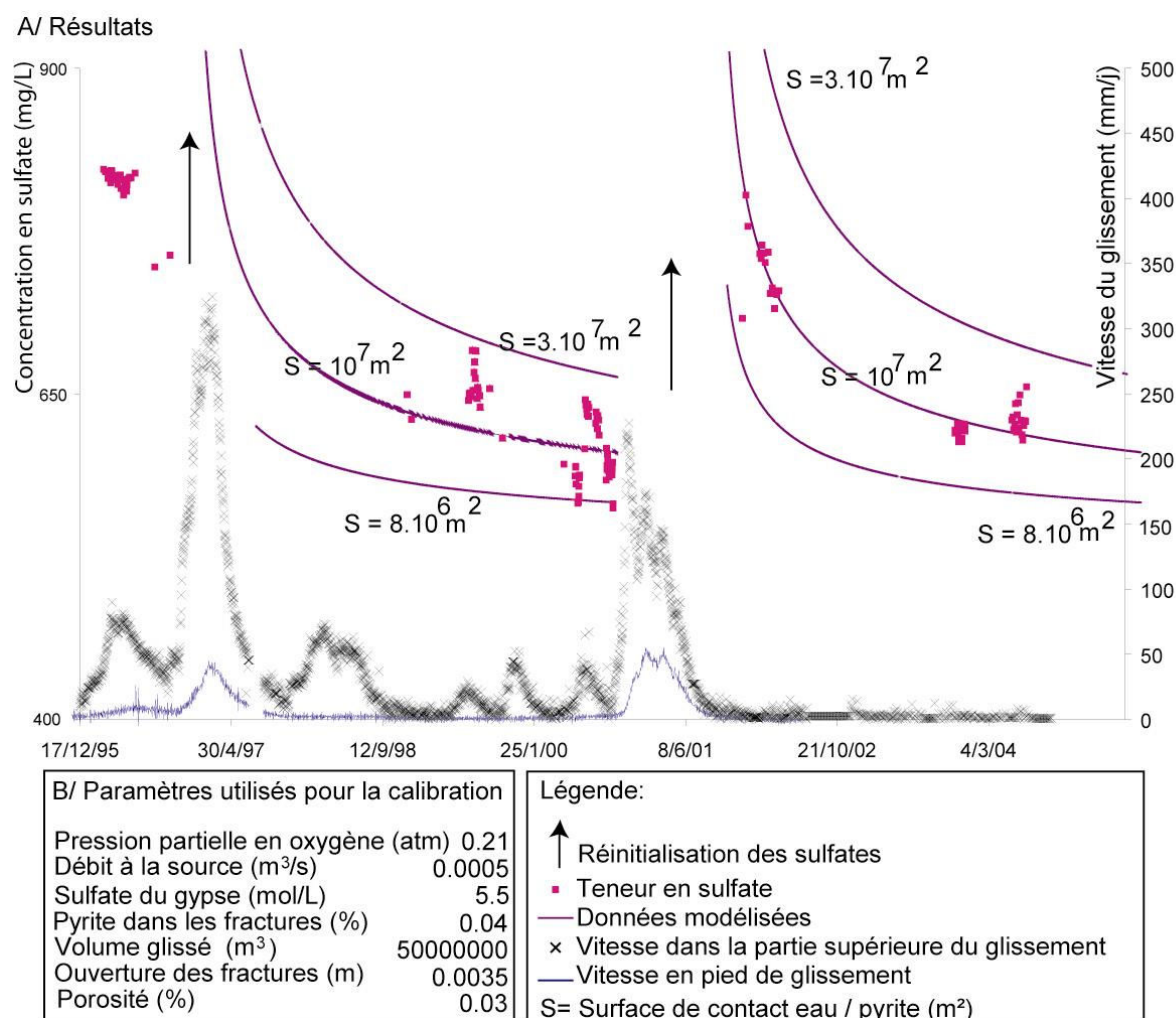 A/ Résultats
Concentration en sulfate (mg/L)
900
650
400
S =3.10 7 m 2
S = 10 7 m 2
S =3.10 7 m 2
S = 8.10 6 m 2
S = 10 7 m 2
S = 8.10 6 m 2
Vitesse du glissement (mm/j)
500
450
400
350
300
250
200
150
100
50
0
17/12/95 30/4/97 12/9/98 25/1/00 8/6/01 21/10/02 4/3/04
B/ Paramètres utilisés pour la calibration
Pression partielle en oxygène (atm) 0.21
Débit à la source (m³/s) 0.0005
Sulfate du gypse (mol/L) 5.5
Pyrite dans les fractures (%) 0.04
Volume glissé (m³) 50000000
Ouverture des fractures (m) 0.0035
Porosité (%) 0.03
Légende:
Réinitialisation des sulfates
Teneur en sulfate
Données modélisées
Vitesse dans la partie supérieure du glissement
Vitesse en pied de glissement
S= Surface de contact eau / pyrite (m²)